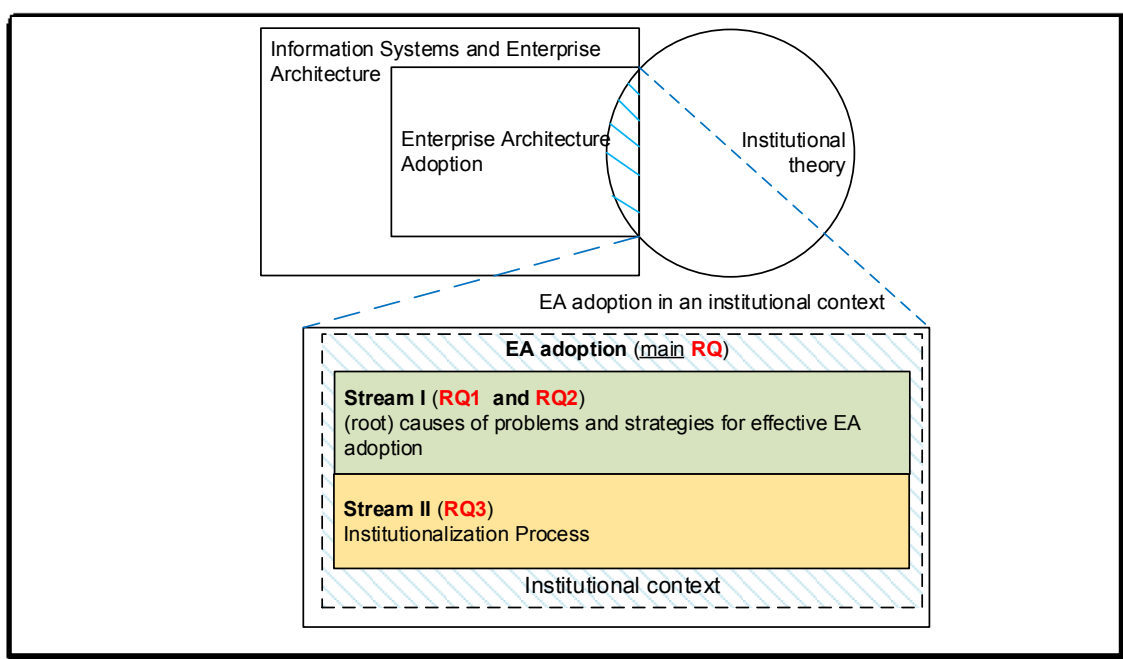 Information Systems and Enterprise
Architecture
Enterprise Architecture
Adoption
Institutional
theory
EA adoption in an institutional context
EA adoption (main RQ)
Stream I (RQ1 and RQ2)
(root) causes of problems and strategies for effective EA
adoption
Stream II (RQ3)
Institutionalization Process
Institutional context